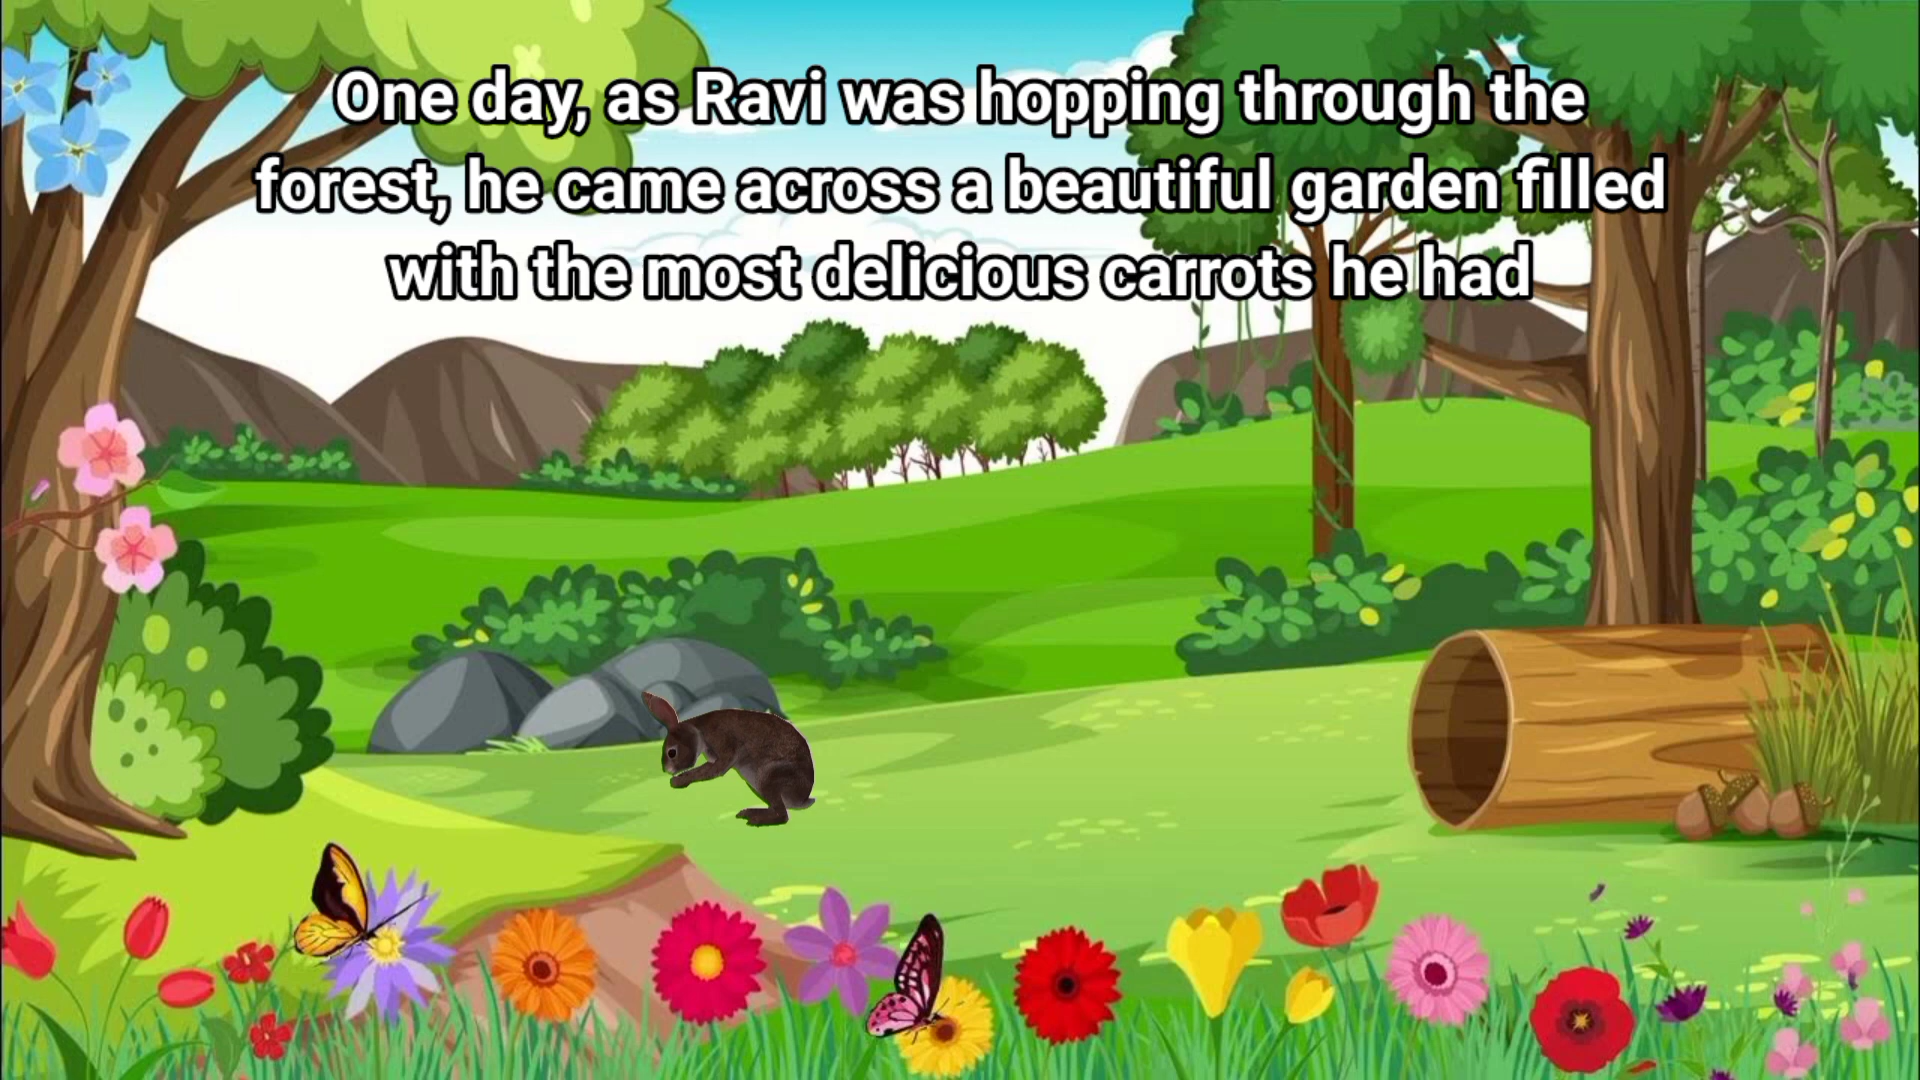 One day, as Ravi was hopping through the
forest, he came across a beautiful garden filled
with the most delicious carrots he had